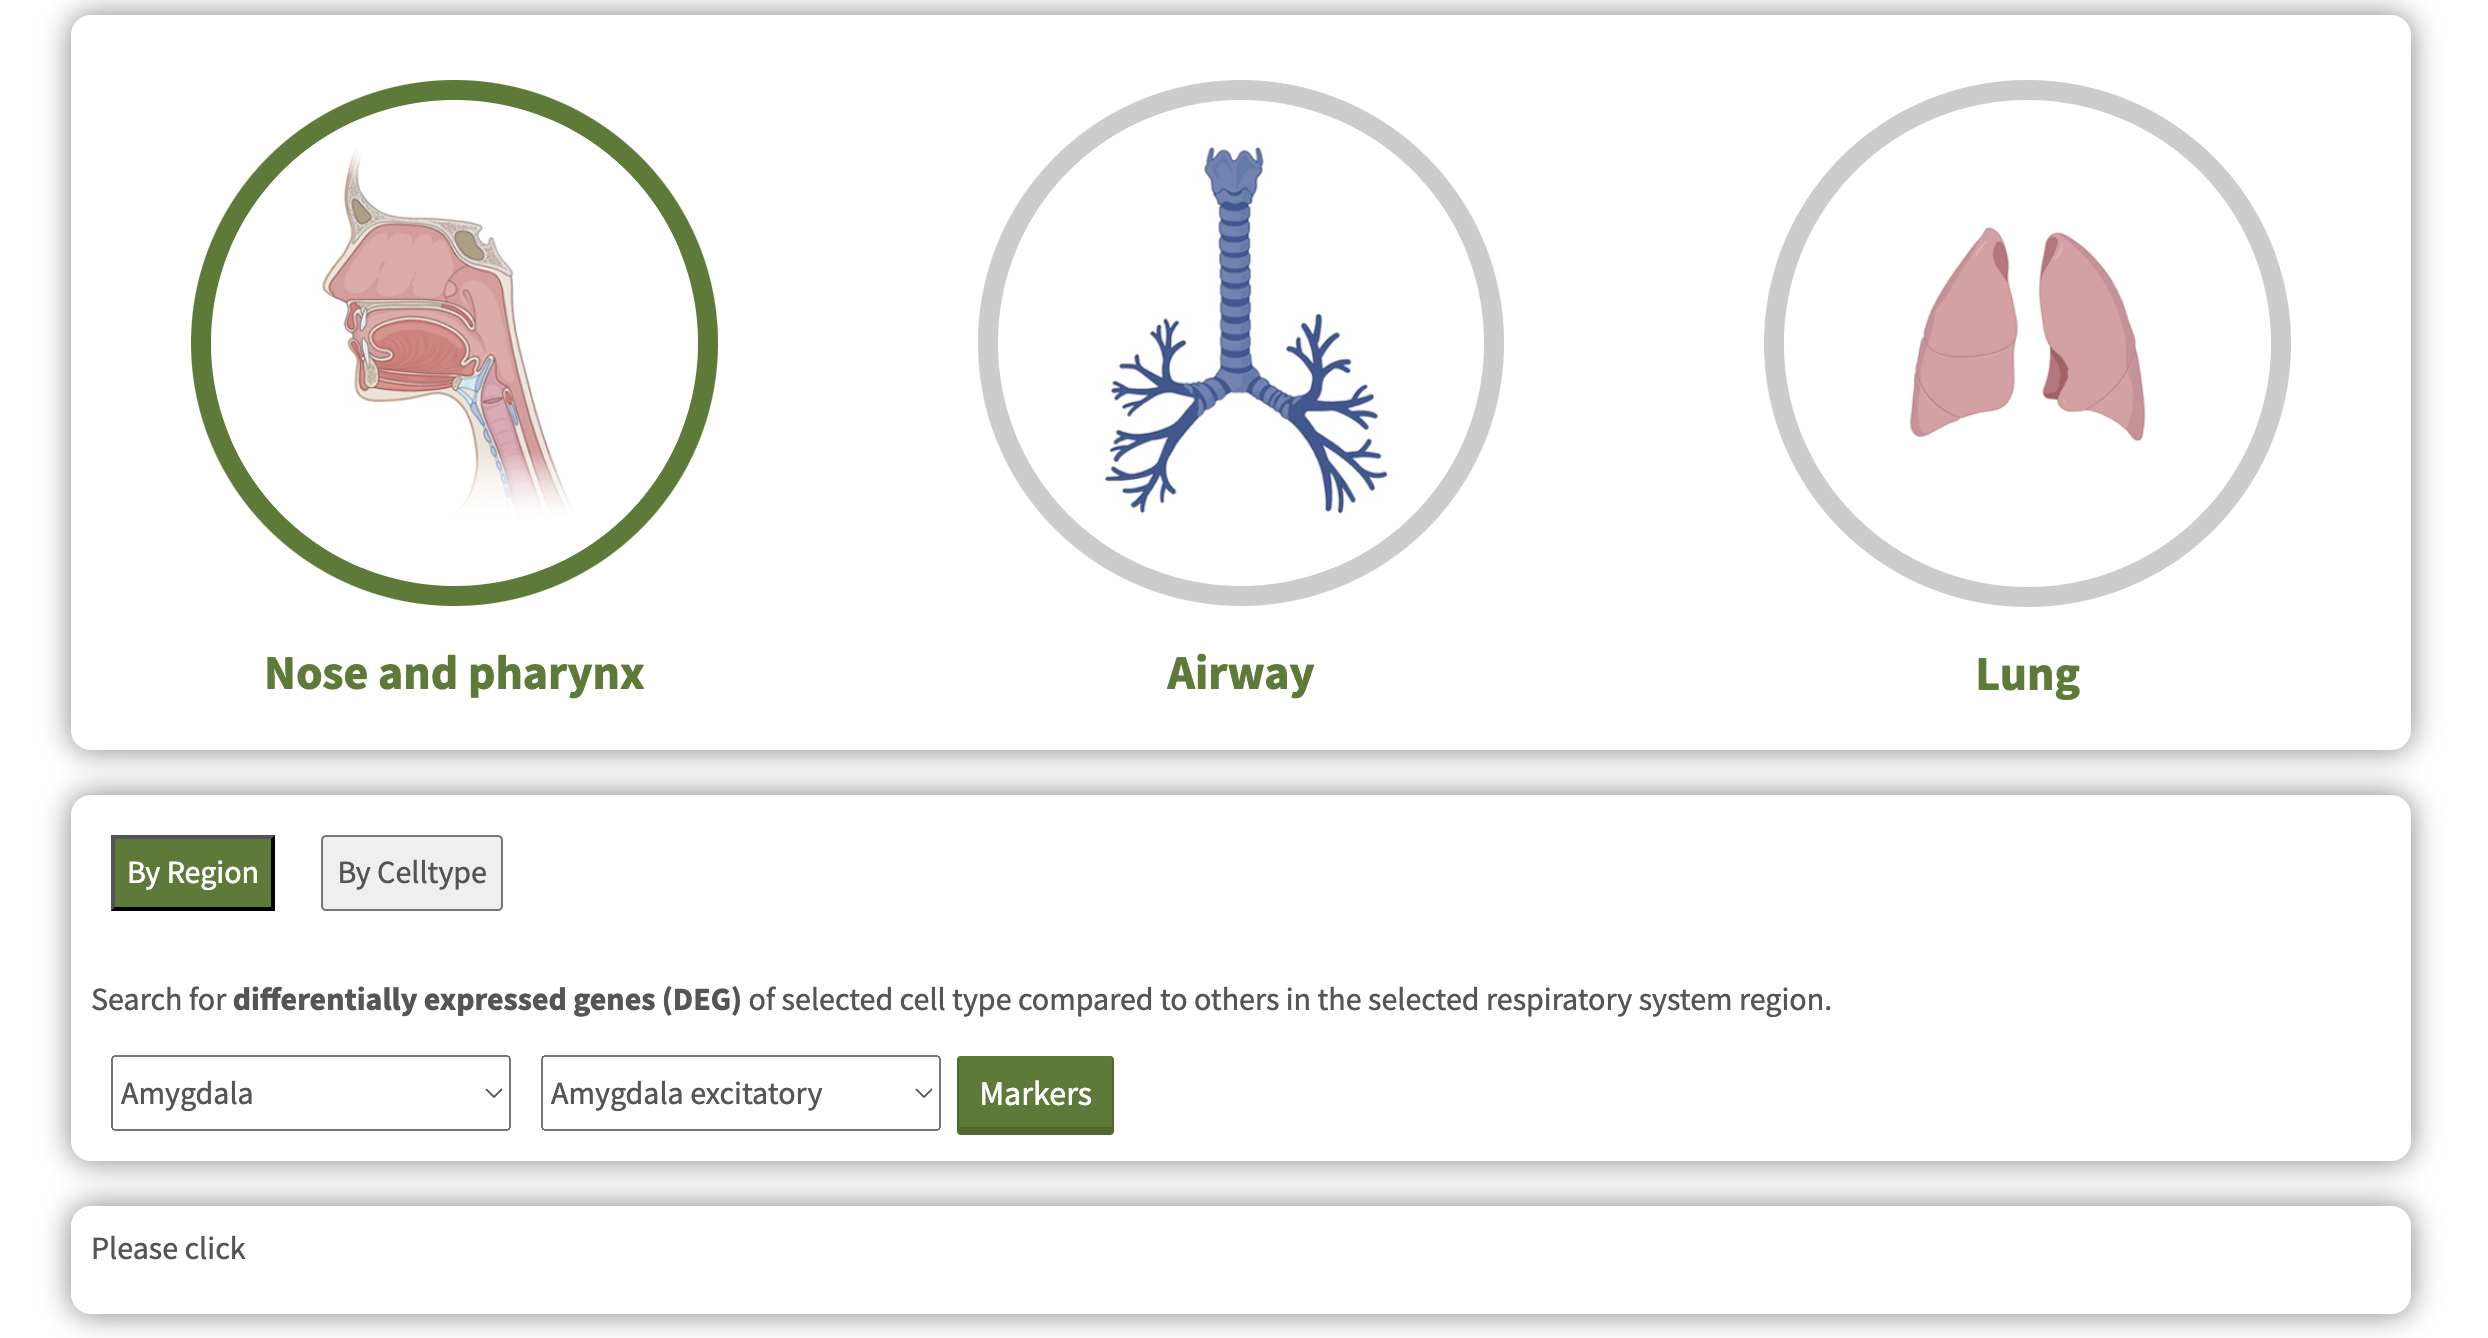 Nose and pharynx
Airway
Lung
By Region
By Celltype
Search for differentially expressed genes (DEG) of selected cell type compared to others in the selected respiratory system region.
Amygdala
Amygdala excitatory
Markers
Please click